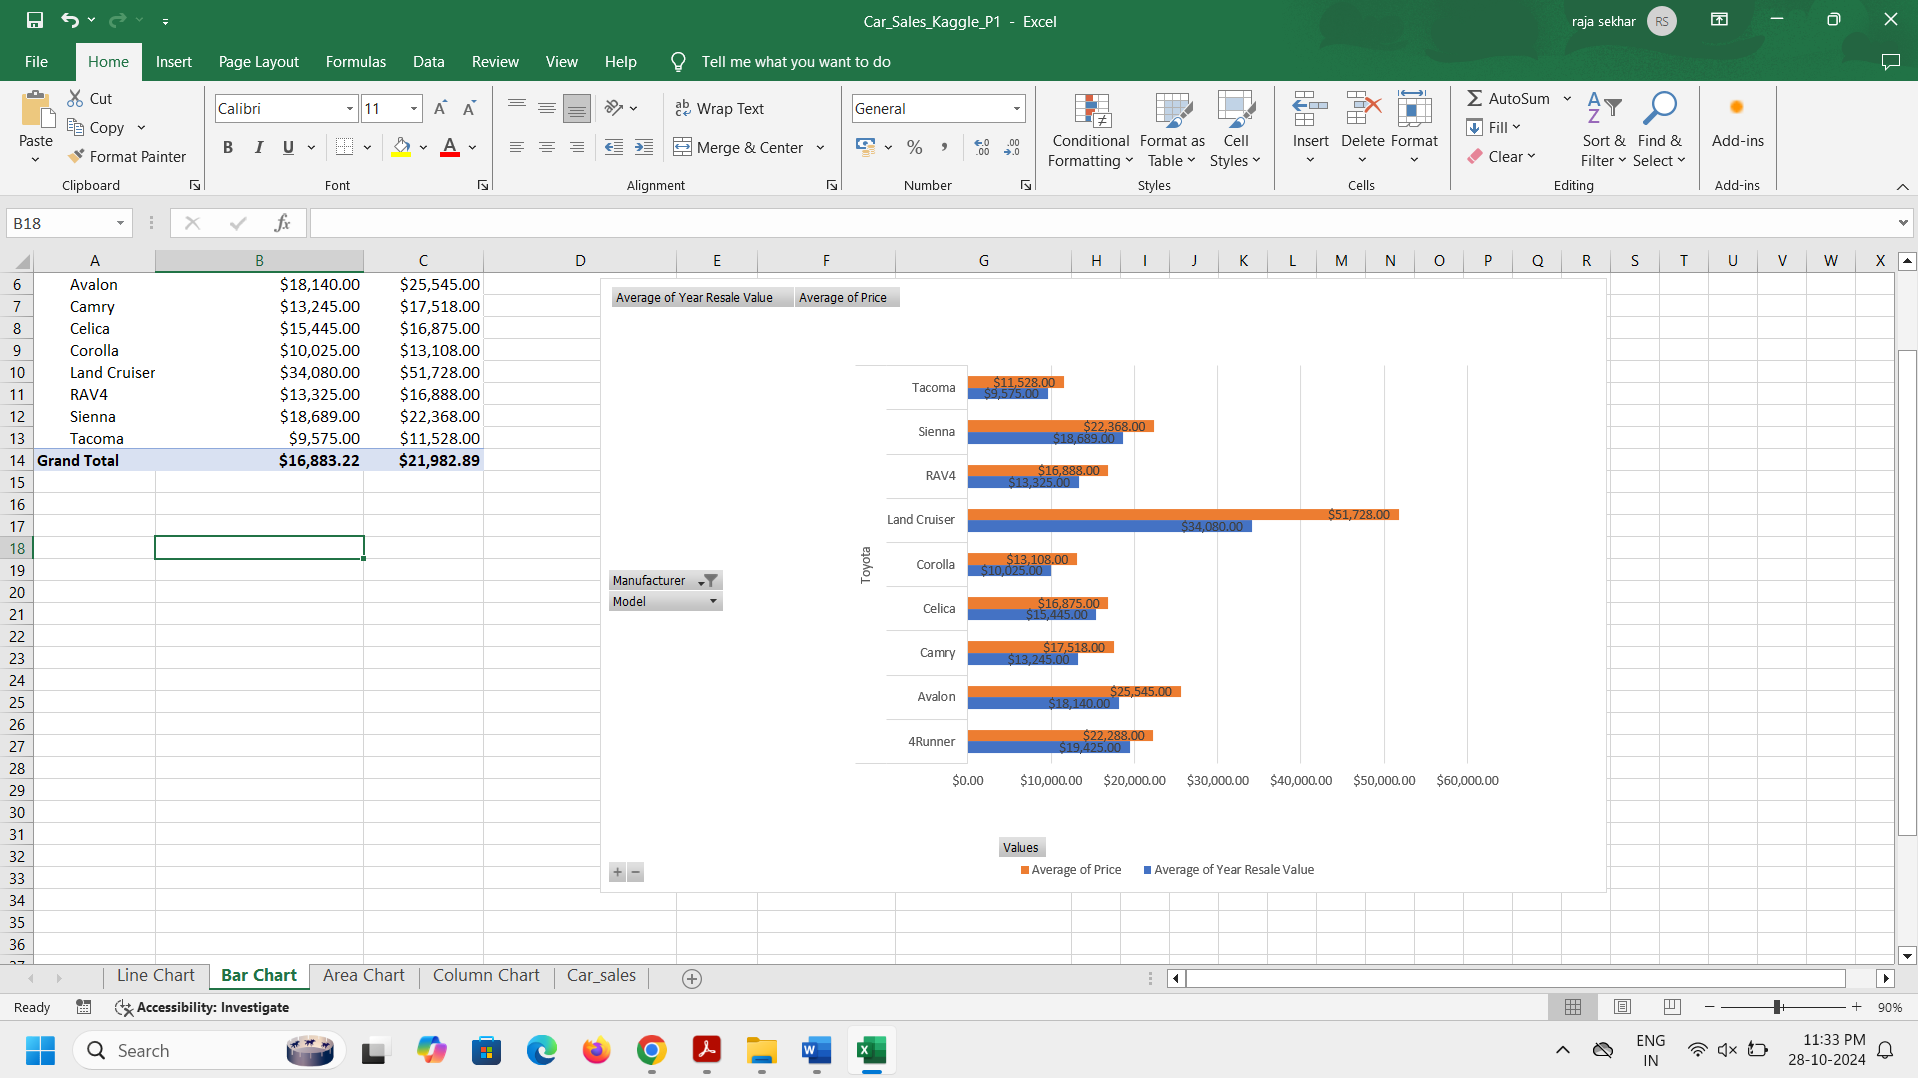 Car_Sales_Kaggle_P1 - Excel
raja sekhar RS
File Home Insert Page Layout Formulas Data Review View Help Tell me what you want to do
Paste
Cut
Copy
Format Painter
Clipboard
Calibri 11
B I U
Font
Wrap Text
Merge & Center
Alignment
General
Number
Conditional Formatting
Format as Table
Cell Styles
Styles
Insert Delete Format
Cells
AutoSum
Fill
Clear
Sort & Filter
Find & Select
Editing
Add-ins
Add-ins
B18
fx
A B C D E F G H I J K L M N O P Q R S T U V W X
6 Avalon $18,140.00 $25,545.00
7 Camry $13,245.00 $17,518.00
8 Celica $15,445.00 $16,875.00
9 Corolla $10,025.00 $13,108.00
10 Land Cruiser $34,080.00 $51,728.00
11 RAV4 $13,325.00 $16,888.00
12 Sienna $18,689.00 $22,368.00
13 Tacoma $9,575.00 $11,528.00
14 Grand Total $16,883.22 $21,982.89
15
16
17
18
19
20
21
22
23
24
25
26
27
28
29
30
31
32
33
34
35
36
Average of Year Resale Value Average of Price
Manufacturer
Model
Toyota
Tacoma $11,528.00
$9,575.00
Sienna $22,368.00
$18,689.00
RAV4 $16,888.00
$13,325.00
Land Cruiser $51,728.00
$34,080.00
Corolla $13,108.00
$10,025.00
Celica $16,875.00
$15,445.00
Camry $17,518.00
$13,245.00
Avalon $25,545.00
$18,140.00
4Runner $22,288.00
$19,425.00
$0.00 $10,000.00 $20,000.00 $30,000.00 $40,000.00 $50,000.00 $60,000.00
Values
Average of Price Average of Year Resale Value
Line Chart Bar Chart Area Chart Column Chart Car_sales
Ready Accessibility: Investigate 90%
Search
ENG
IN
11:33 PM
28-10-2024